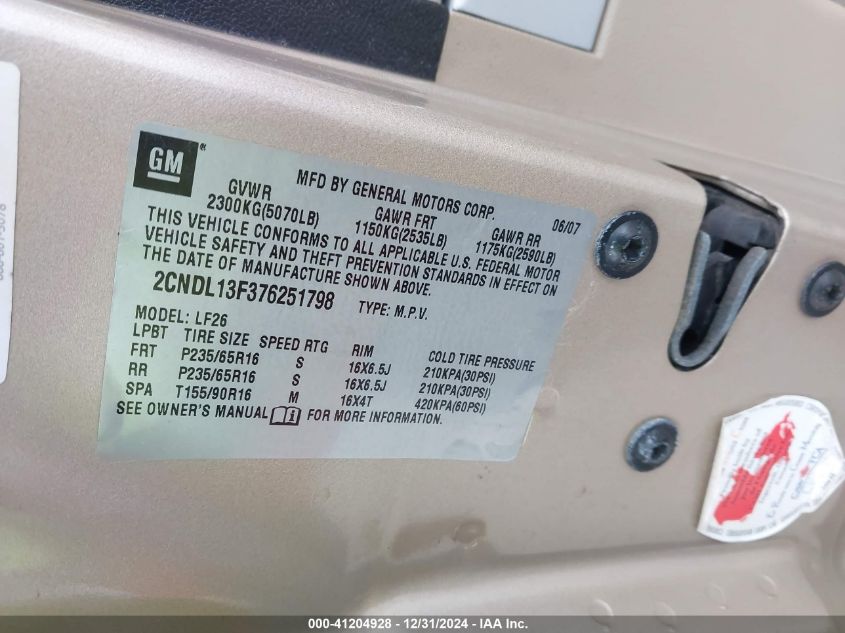 GM®
MFD BY GENERAL MOTORS CORP. 06/07
GVWR GAWR FRT GAWR RR
2300KG(5070LB) 1150KG(2535LB) 1175KG(2590LB)
THIS VEHICLE CONFORMS TO ALL APPLICABLE U.S. FEDERAL MOTOR
VEHICLE SAFETY AND THEFT PREVENTION STANDARDS IN EFFECT ON
THE DATE OF MANUFACTURE SHOWN ABOVE.
2CNDL13F376251798 TYPE: M.P.V.
MODEL: LF26
LPBT TIRE SIZE SPEED RTG RIM COLD TIRE PRESSURE
FRT P235/65R16 S 16X6.5J 210KPA(30PSI)
RR P235/65R16 S 16X6.5J 210KPA(30PSI)
SPA T155/90R16 M 16X4T 420KPA(60PSI)
SEE OWNER'S MANUAL i FOR MORE INFORMATION.
000-41204928 - 12/31/2024 - IAA Inc.